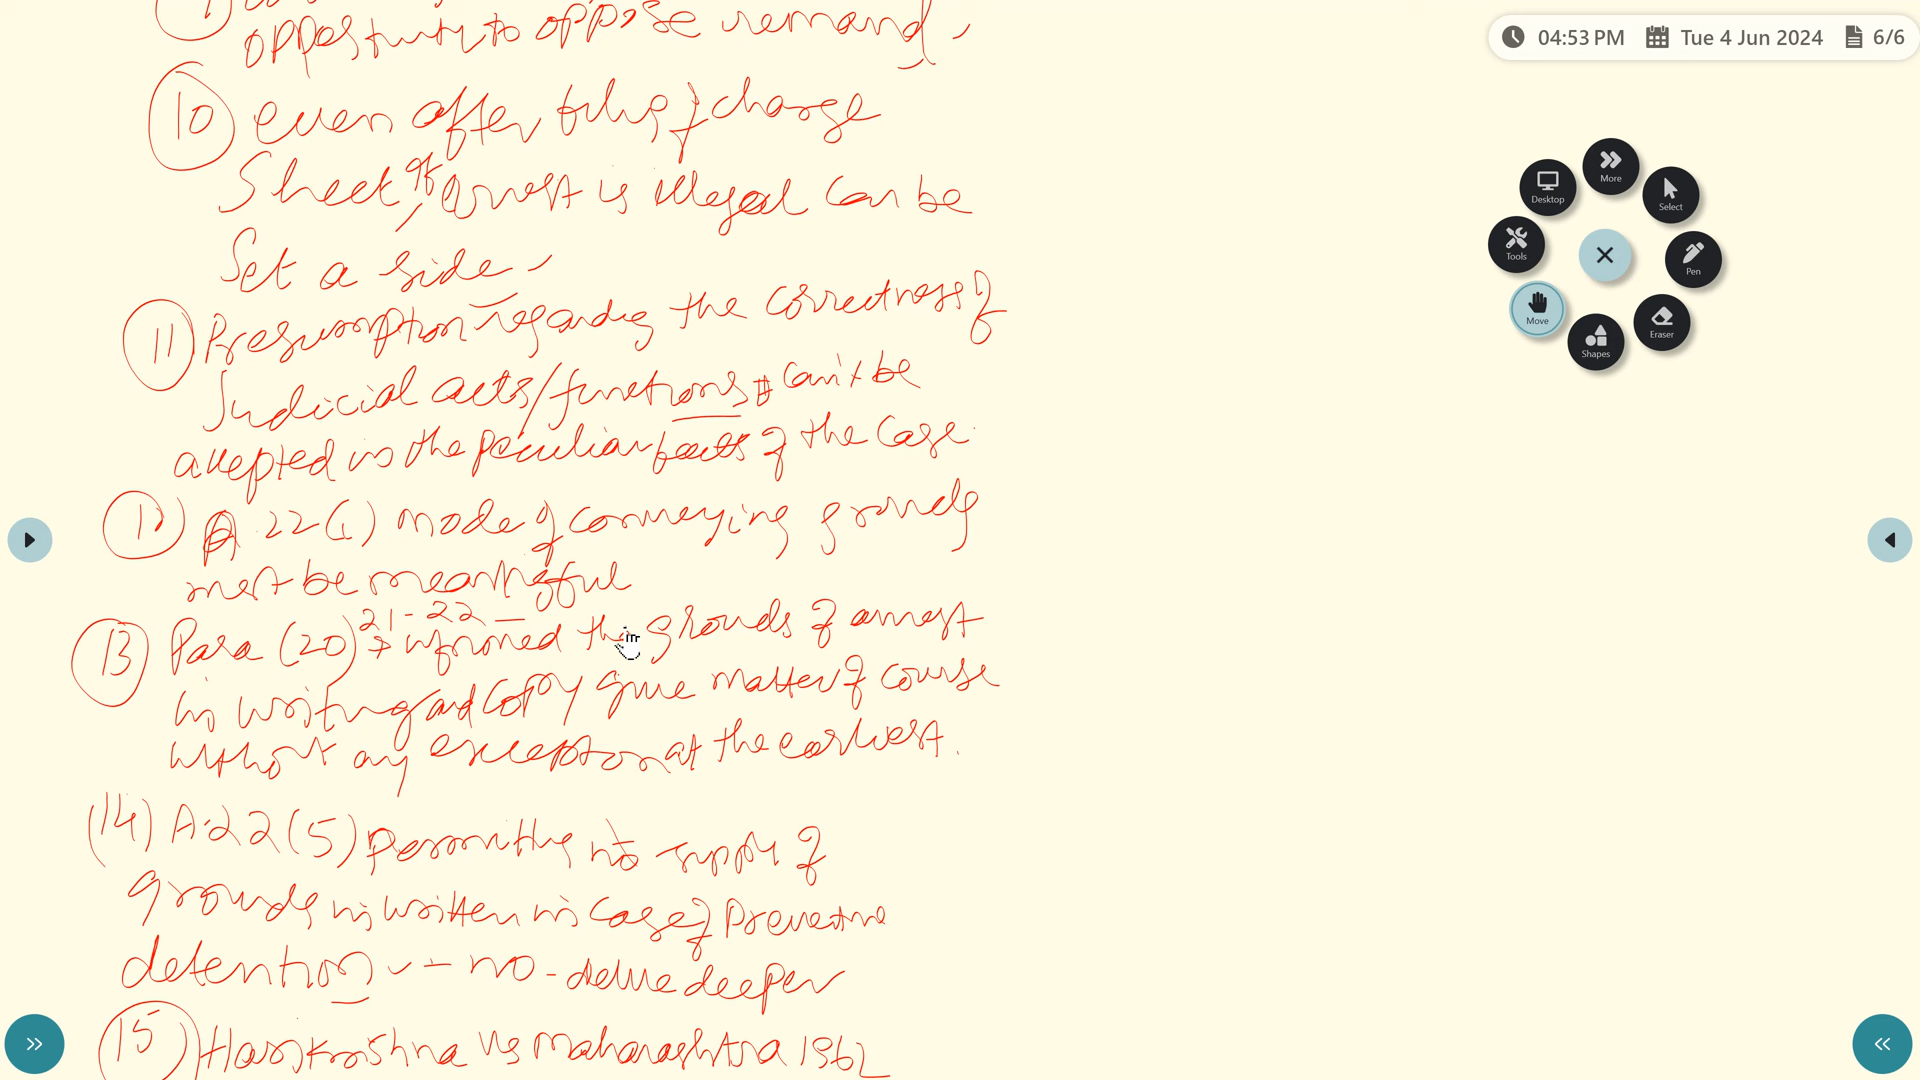 opportunity to oppose remand,
04:53 PM Tue 4 Jun 2024 6/6
10 even after filing of charge
Sheet, if arrest is illegal can be
Set a side,
11 Presumption regarding the correctness of
Judicial acts/functions can't be
accepted in the peculiar facts of the case.
12 A 22(1) mode of conveying grounds
must be meaningful
13 Para (20) 21-22 informed the grounds of arrest
in writing and copy give matter of course
without any exception at the earliest.
(14) A.22(5) permitting no supply of
grounds in written in case of Preventive
detention - no - delve deeper
15 Harikrishna Vs Maharashtra 1962
More
Desktop
Select
Tools
Pen
Move
Eraser
Shapes